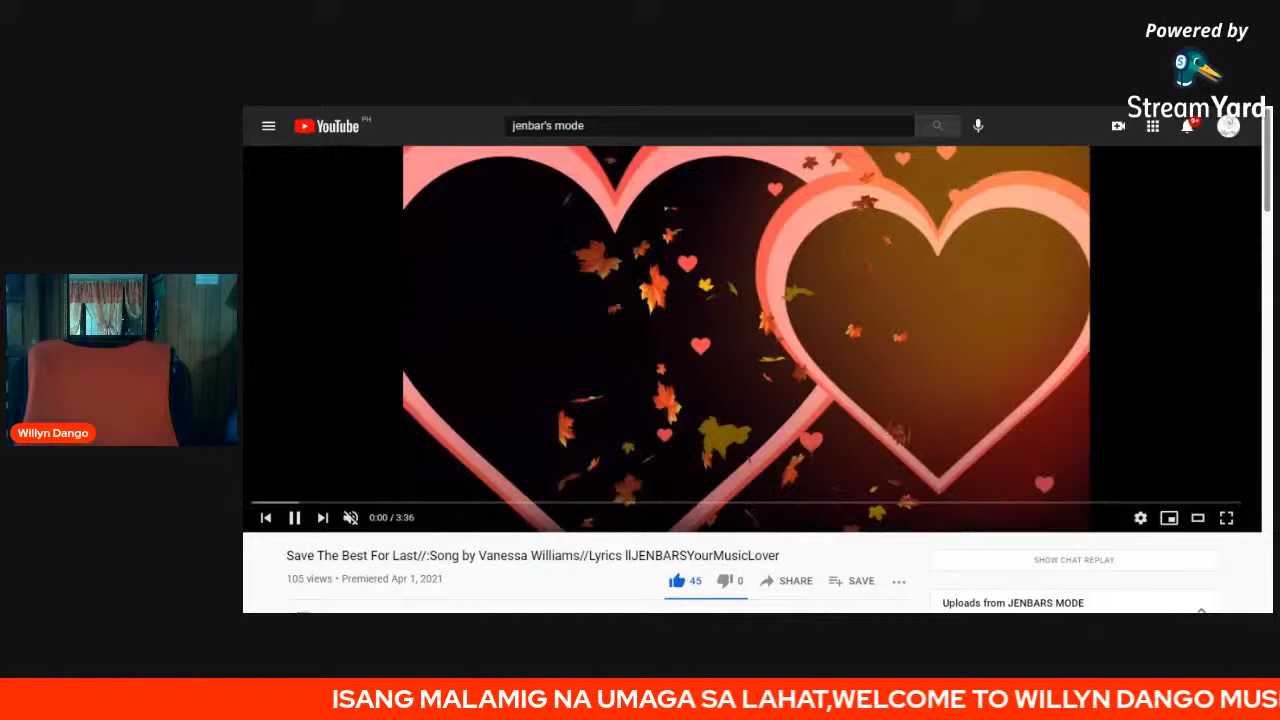 Powered by
StreamYard
YouTube PH
jenbar's mode
9+
Willyn Dango
0:00 / 3:36
Save The Best For Last//:Song by Vanessa Williams//Lyrics llJENBARSYourMusicLover
105 views • Premiered Apr 1, 2021
45
0
SHARE
SAVE
SHOW CHAT REPLAY
Uploads from JENBARS MODE
ISANG MALAMIG NA UMAGA SA LAHAT,WELCOME TO WILLYN DANGO MUS